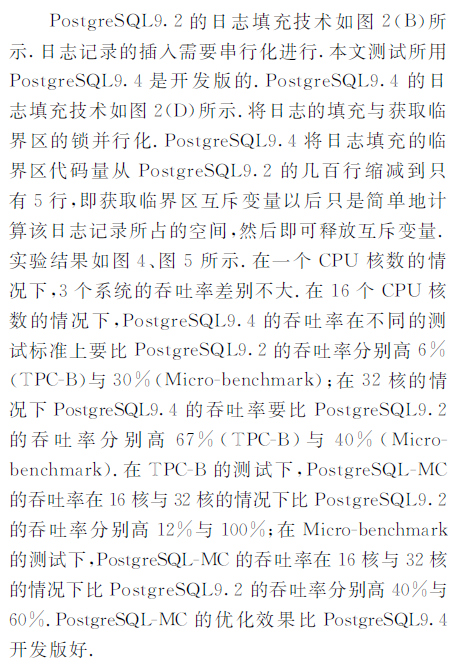 PostgreSQL9.2 的日志填充技术如图 2(B)所
示.日志记录的插入需要串行化进行.本文测试所用
PostgreSQL9.4 是开发版的.PostgreSQL9.4 的日
志填充技术如图 2(D)所示.将日志的填充与获取临
界区的锁并行化.PostgreSQL9.4 将日志填充的临
界区代码量从 PostgreSQL9.2 的几百行缩减到只
有 5 行,即获取临界区互斥变量以后只是简单地计
算该日志记录所占的空间,然后即可释放互斥变量.
实验结果如图 4、图 5 所示.在一个 CPU 核数的情
况下,3 个系统的吞吐率差别不大.在 16 个 CPU 核
数的情况下,PostgreSQL9.4 的吞吐率在不同的测
试标准上要比 PostgreSQL9.2 的吞吐率分别高 6%
(TPC-B)与 30%(Micro-benchmark);在 32 核的情
况下 PostgreSQL9.4 的吞吐率要比 PostgreSQL9.2
的吞吐率分别高 67%(TPC-B)与 40%(Micro-
benchmark).在 TPC-B 的测试下,PostgreSQL-MC
的吞吐率在 16 核与 32 核的情况下比 PostgreSQL9.2
的吞吐率分别高 12%与 100%;在 Micro-benchmark
的测试下,PostgreSQL-MC 的吞吐率在 16 核与 32 核
的情况下比 PostgreSQL9.2 的吞吐率分别高 40%与
60%.PostgreSQL-MC 的优化效果比 PostgreSQL9.4
开发版好.